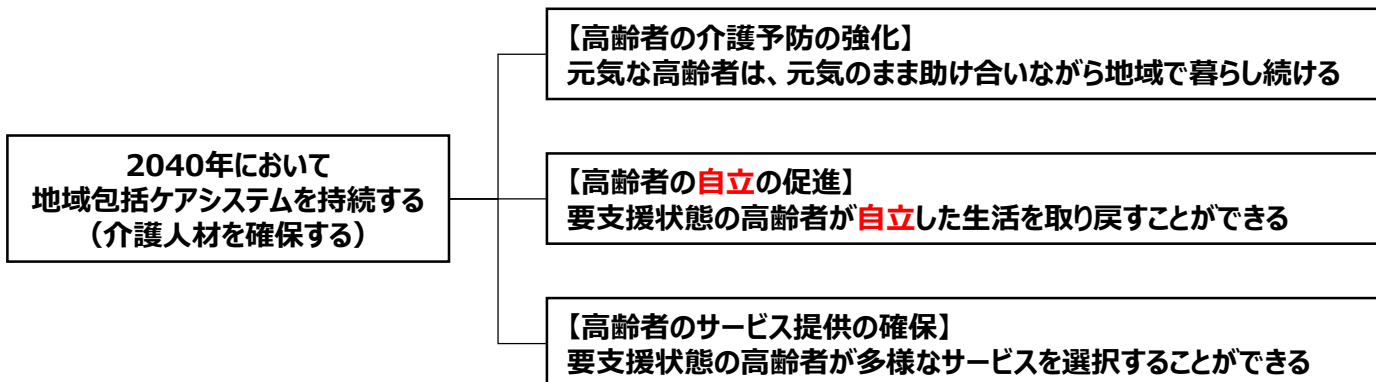 【高齢者の介護予防の強化】
元気な高齢者は、元気のまま助け合いながら地域で暮らし続ける
2040年において
地域包括ケアシステムを持続する
（介護人材を確保する）
【高齢者の自立の促進】
要支援状態の高齢者が自立した生活を取り戻すことができる
【高齢者のサービス提供の確保】
要支援状態の高齢者が多様なサービスを選択することができる